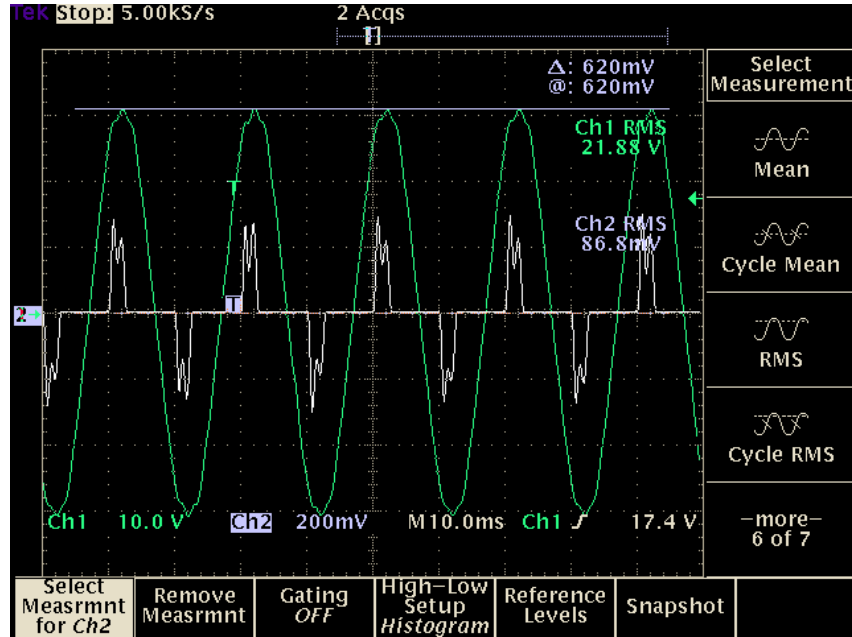 Tek Stop: 5.00kS/s 2 Acqs
T
Δ: 620mV
@: 620mV
Ch1 RMS
21.88 V
T
Ch2 RMS
86.8mV
T
2
Ch1 10.0 V Ch2 200mV M10.0ms Ch1 17.4 V
Select
Measurement
Mean
Cycle Mean
RMS
Cycle RMS
—more—
6 of 7
Select
Measrmnt
for Ch2
Remove
Measrmnt
Gating
OFF
High—Low
Setup
Histogram
Reference
Levels
Snapshot